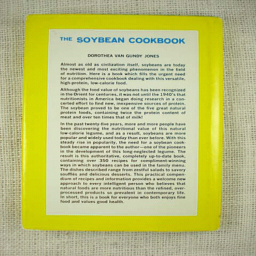 THE SOYBEAN COOKBOOK
DOROTHEA VAN GUNDY JONES
Almost as old as civilization itself, soybeans are today
the newest and most exciting phenomenon in the field
of nutrition. Here is a book which fills the urgent need
for a comprehensive cookbook dealing with this versatile,
high-protein, low-calorie food.
Although the food value of soybeans has been recognized
in the Orient for centuries, it was not until the 1940's that
nutritionists in America began doing research in a con-
certed effort to find new, inexpensive sources of protein.
The soybean proved to be one of the five great natural
protein foods, containing twice the protein content of
meat and over ten times that of milk!
In the past twenty-five years, more and more people have
been discovering the nutritional value of this natural
low-calorie legume, and as a result, soybeans are more
popular and widely used today than ever before. With this
steady rise in popularity, the need for a soybean cook-
book became apparent to the author—one of the pioneers
in the development of this long-neglected legume. The
result is this authoritative, completely up-to-date book,
containing over 350 recipes for compliment-winning
ways in which soybeans can be used in the family menu.
The dishes described range from zestful salads to savory
souffles and delicious desserts. This practical compen-
dium of recipes and information provides a welcome new
approach to every intelligent person who believes that
natural foods are more nutritious than the refined, over-
processed products so prevalent in contemporary life.
In short, this is a book for everyone who both enjoys fine
food and values good health.